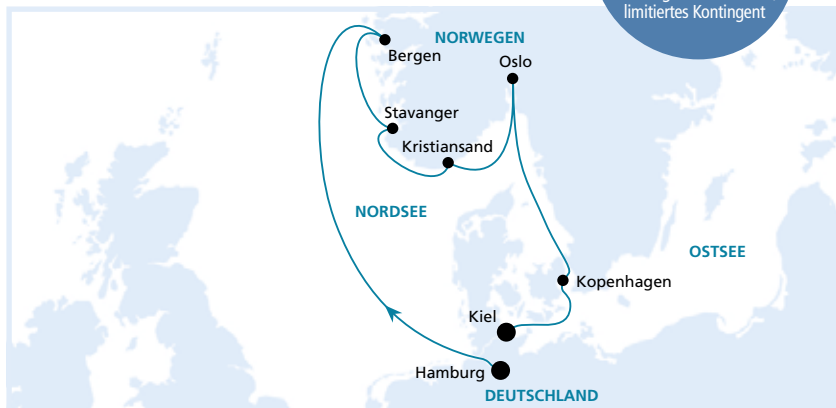 limitiertes Kontingent
NORWEGEN
Bergen
Oslo
Stavanger
Kristiansand
NORDSEE
OSTSEE
Kopenhagen
Kiel
Hamburg
DEUTSCHLAND